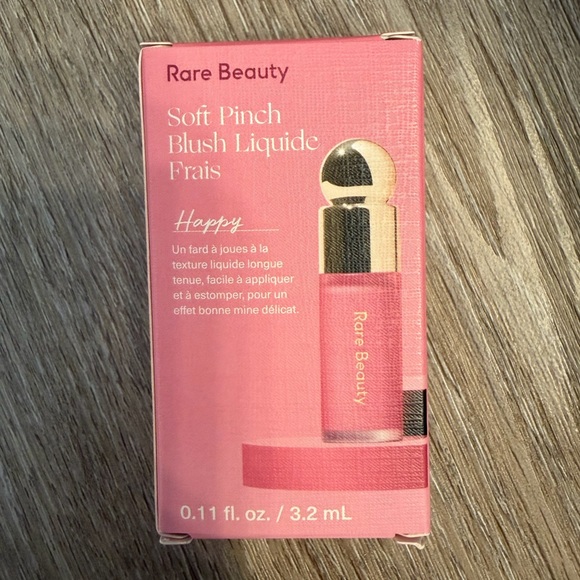 Rare Beauty
Soft Pinch
Blush Liquide
Frais
Happy
Un fard à joues à la
texture liquide longue
tenue, facile à appliquer
et à estomper, pour un
effet bonne mine délicat.
Rare Beauty
0.11 fl. oz. / 3.2 mL